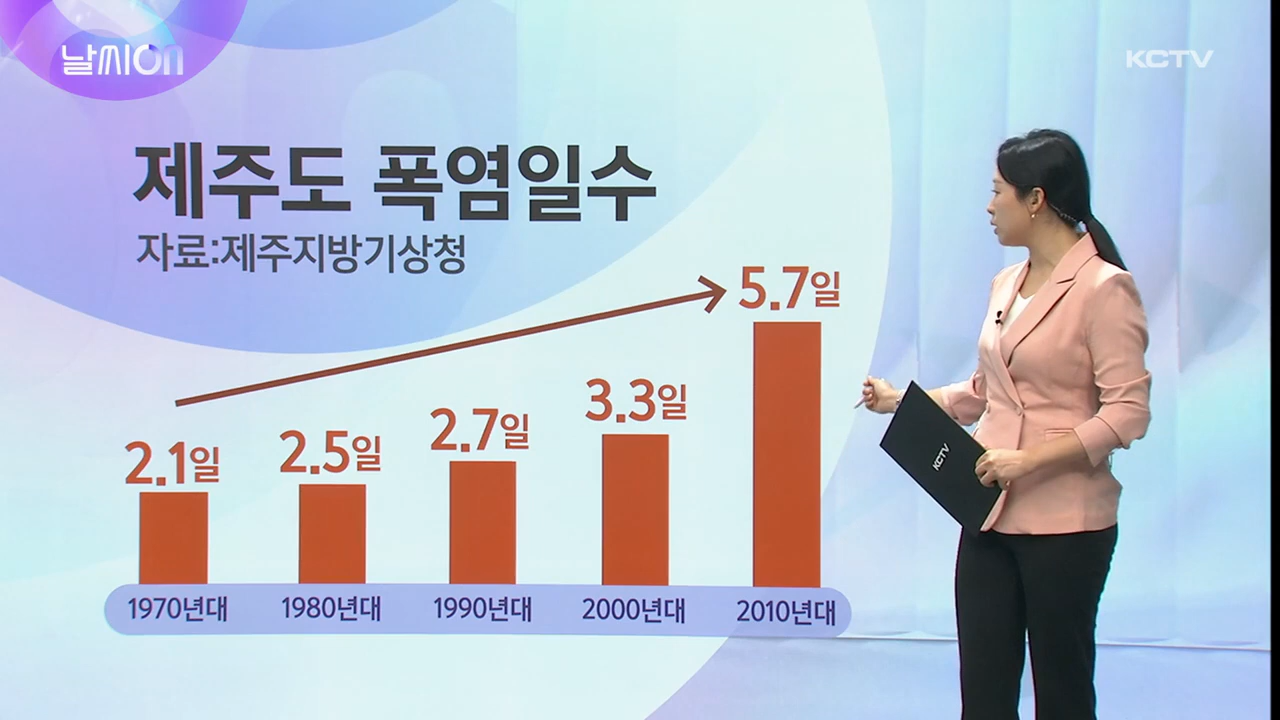 날씨On
KCTV
제주도 폭염일수
자료:제주지방기상청
5.7일
3.3일
2.7일
2.5일
2.1일
KCTV
1970년대 1980년대 1990년대 2000년대 2010년대